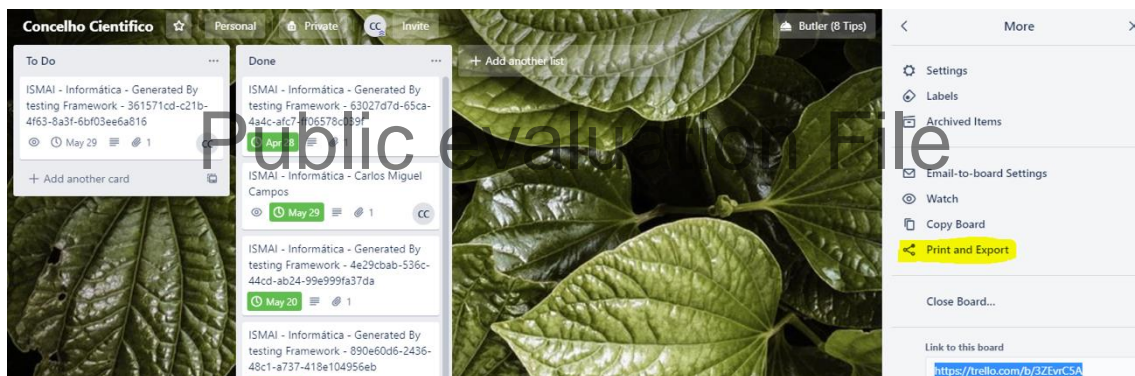 Concelho Cientifico
Personal
Private
CC
Invite
Butler (8 Tips)
To Do
...
ISMAI - Informática - Generated By
testing Framework - 361571cd-c21b-
4f63-8a3f-6bf03ee6a816
May 29
1
CC
+ Add another card
Done
...
ISMAI - Informática - Generated By
testing Framework - 63027d7d-65ca-
4a4c-afc7-ff06578c039f
Apr 28
1
ISMAI - Informática - Carlos Miguel
Campos
May 29
1
CC
ISMAI - Informática - Generated By
testing Framework - 4e29cbab-536c-
44cd-ab24-99e999fa37da
May 20
1
ISMAI - Informática - Generated By
testing Framework - 890e60d6-2436-
48c1-a737-418e104956eb
+ Add another list
Public evaluation File
More
Settings
Labels
Archived Items
Email-to-board Settings
Watch
Copy Board
Print and Export
Close Board...
Link to this board
https://trello.com/b/3ZEvrC5A